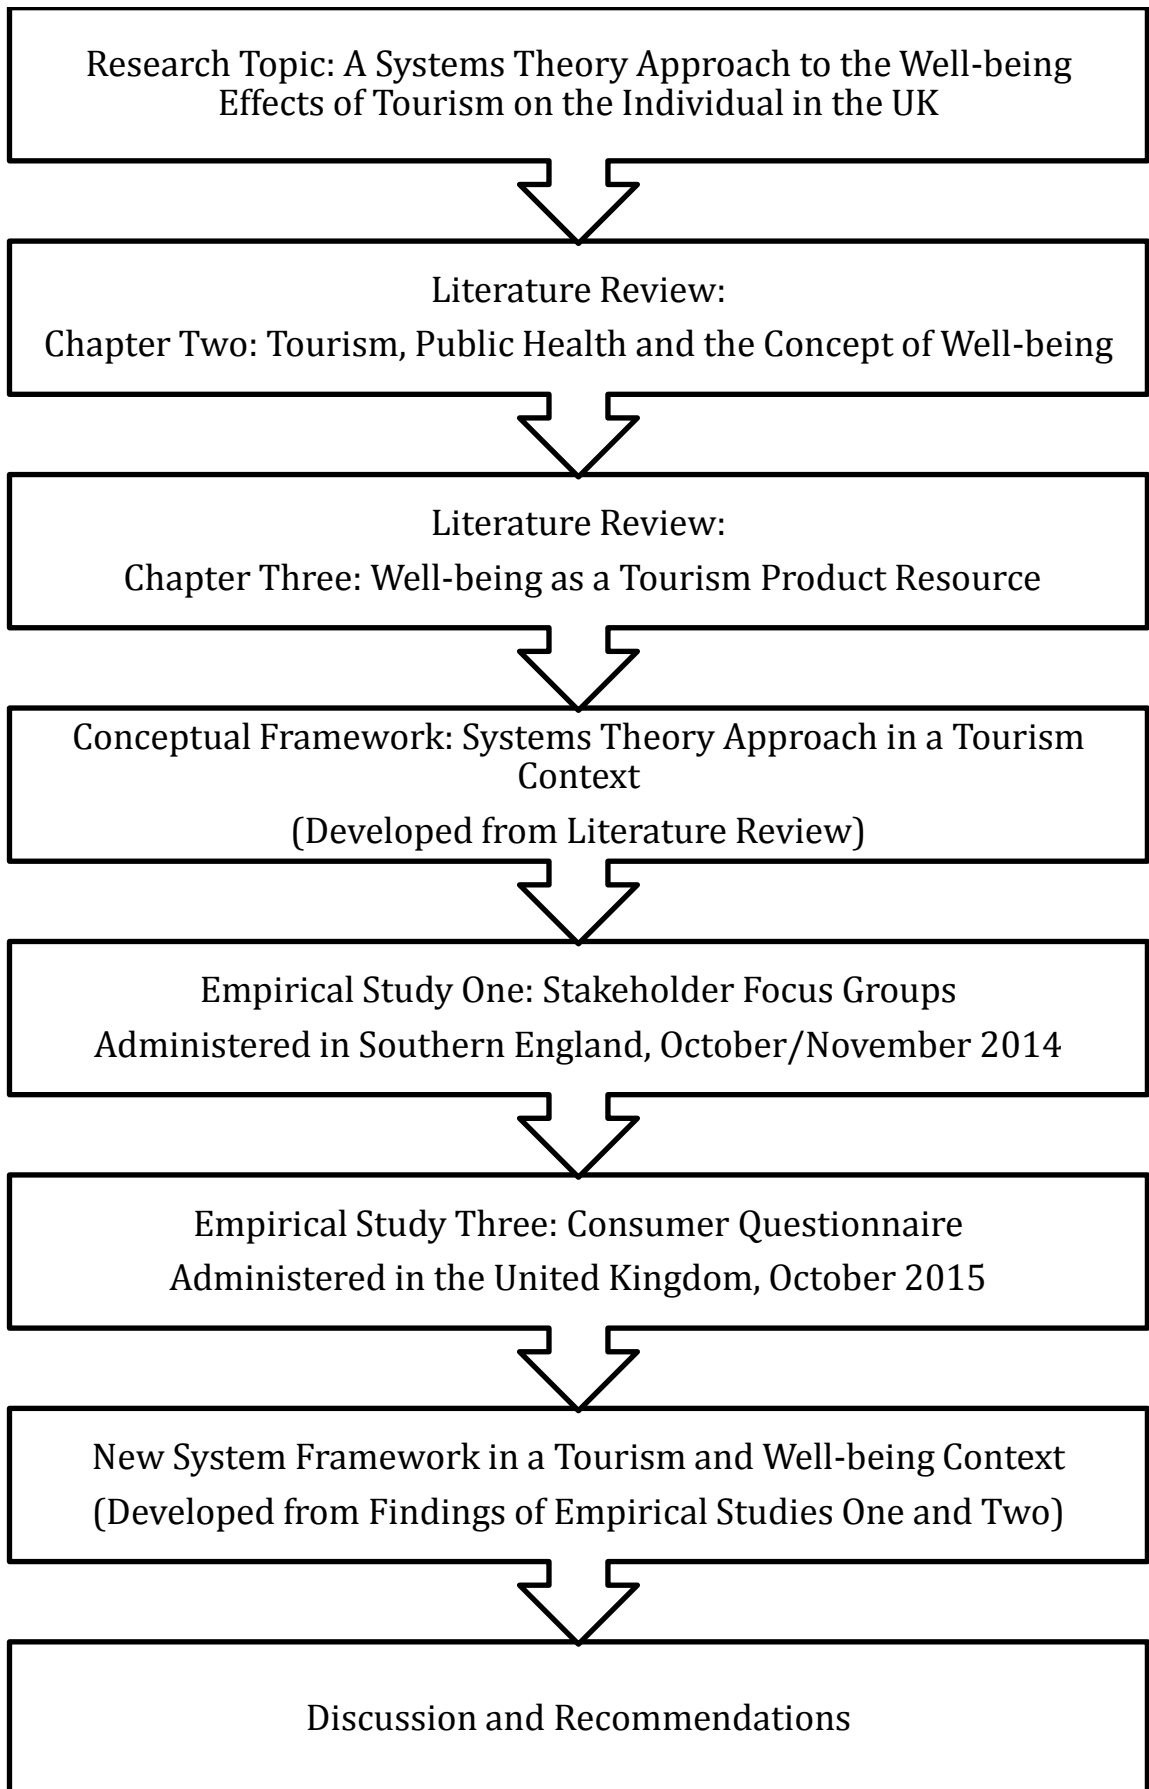 Research Topic: A Systems Theory Approach to the Well-being
Effects of Tourism on the Individual in the UK
Literature Review:
Chapter Two: Tourism, Public Health and the Concept of Well-being
Literature Review:
Chapter Three: Well-being as a Tourism Product Resource
Conceptual Framework: Systems Theory Approach in a Tourism
Context
(Developed from Literature Review)
Empirical Study One: Stakeholder Focus Groups
Administered in Southern England, October/November 2014
Empirical Study Three: Consumer Questionnaire
Administered in the United Kingdom, October 2015
New System Framework in a Tourism and Well-being Context
(Developed from Findings of Empirical Studies One and Two)
Discussion and Recommendations